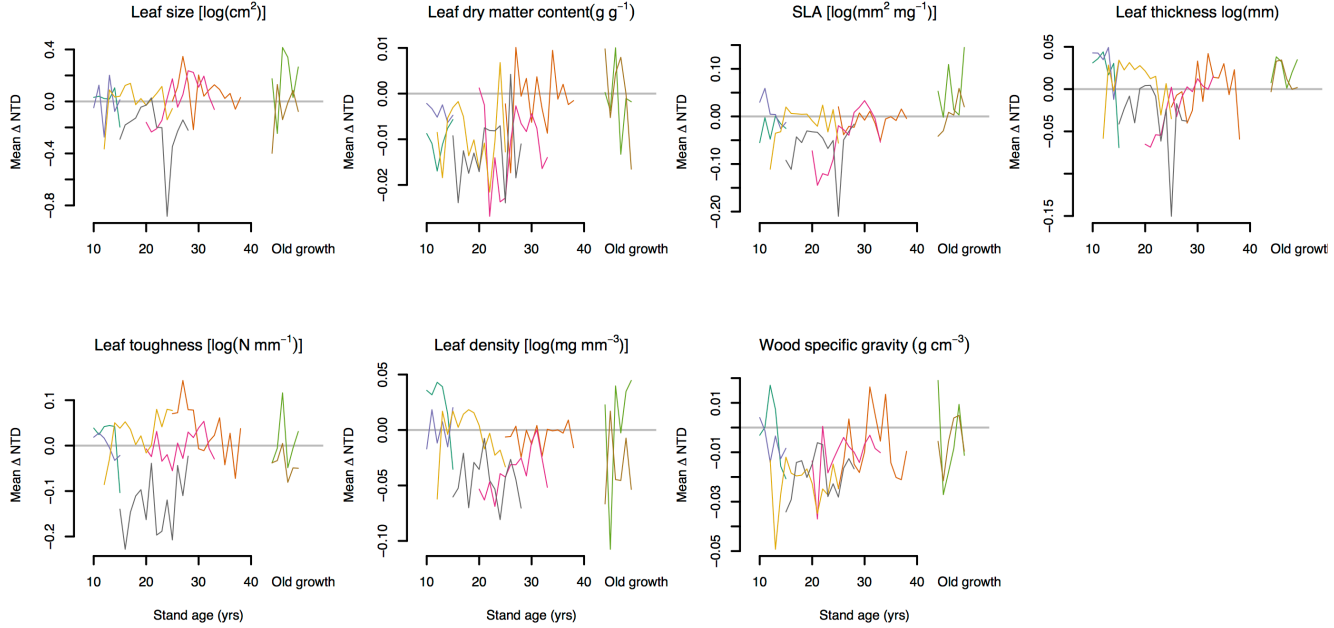 Leaf size [log(cm²)]
Leaf dry matter content(g g⁻¹)
SLA [log(mm² mg⁻¹)]
Leaf thickness log(mm)
Mean Δ NTD
0.4
0.0
−0.4
−0.8
10 20 30 40 Old growth
Mean Δ NTD
0.01
0.00
−0.02
10 20 30 40 Old growth
Mean Δ NTD
0.10
0.00
−0.10
−0.20
10 20 30 40 Old growth
Mean Δ NTD
0.05
0.00
−0.05
−0.15
10 20 30 40 Old growth
Leaf toughness [log(N mm⁻¹)]
Leaf density [log(mg mm⁻³)]
Wood specific gravity (g cm⁻³)
Mean Δ NTD
0.1
0.0
−0.1
−0.2
10 20 30 40 Old growth
Stand age (yrs)
Mean Δ NTD
0.05
0.00
−0.05
−0.10
10 20 30 40 Old growth
Stand age (yrs)
Mean Δ NTD
0.02
−0.01
−0.03
−0.05
10 20 30 40 Old growth
Stand age (yrs)